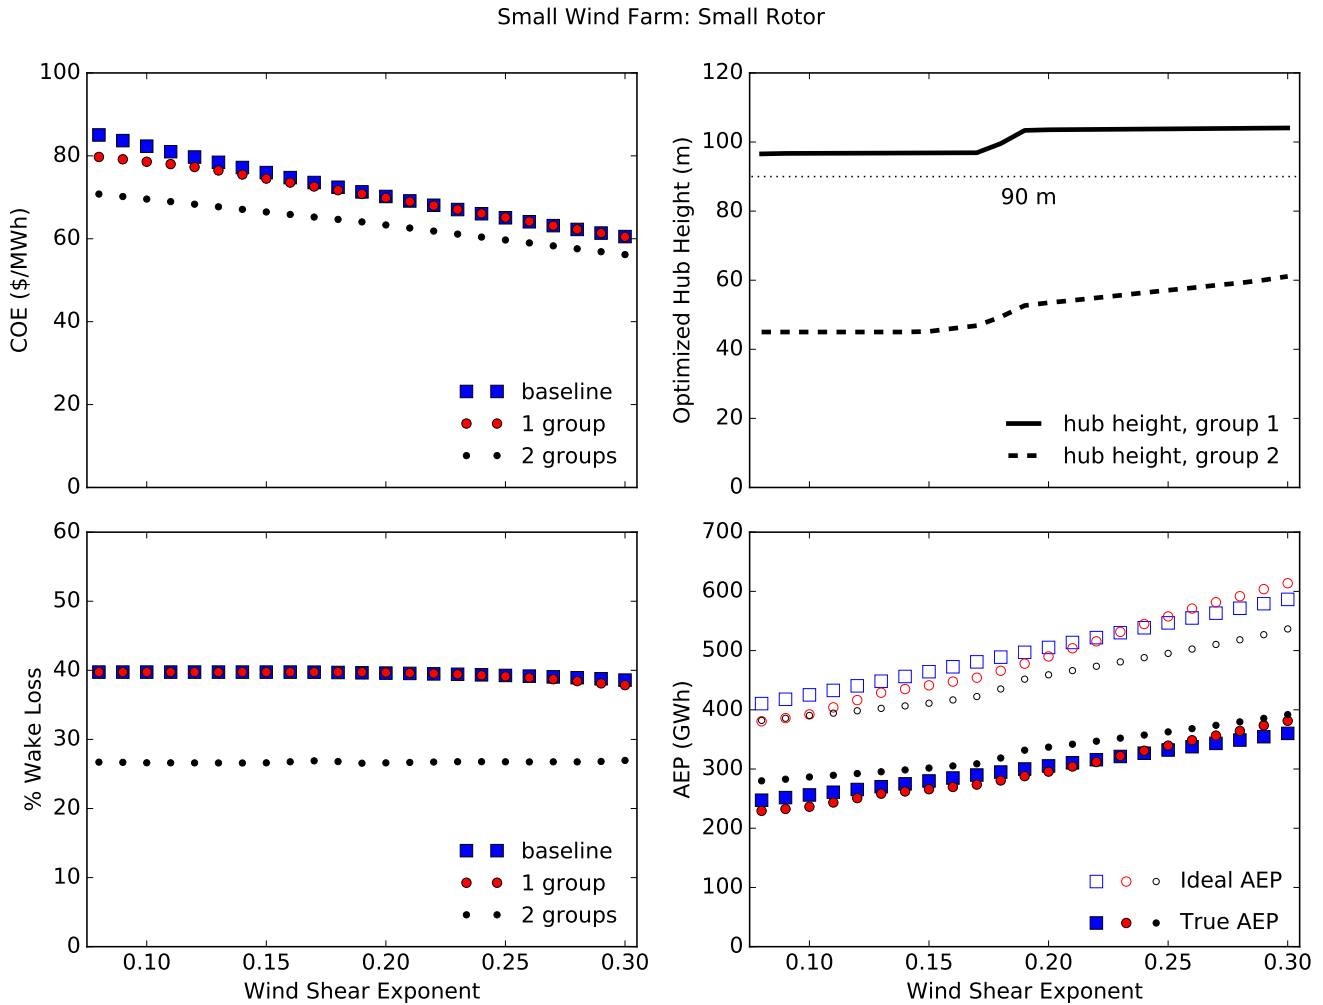 Small Wind Farm: Small Rotor
100
80
60
40
20
0
COE ($/MWh)
baseline
1 group
2 groups
120
100
80
60
40
20
0
Optimized Hub Height (m)
90 m
hub height, group 1
hub height, group 2
60
50
40
30
20
10
0
% Wake Loss
baseline
1 group
2 groups
0.10 0.15 0.20 0.25 0.30
Wind Shear Exponent
700
600
500
400
300
200
100
0
AEP (GWh)
Ideal AEP
True AEP
0.10 0.15 0.20 0.25 0.30
Wind Shear Exponent